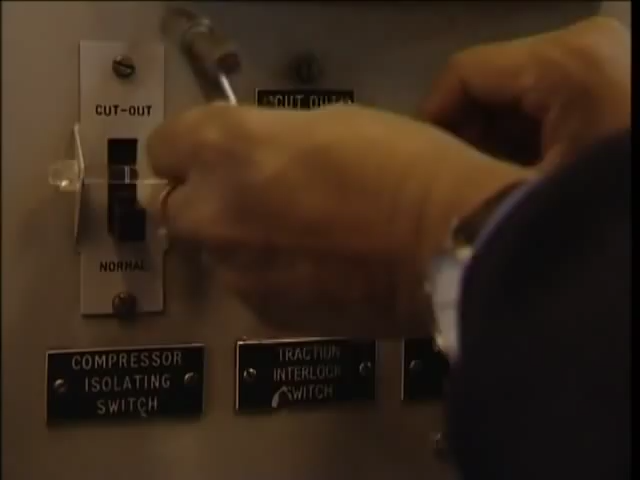 CUT-OUT
CUT OUT
NORMAL
COMPRESSOR
ISOLATING
SWITCH
TRACTION
INTERLOCK
SWITCH